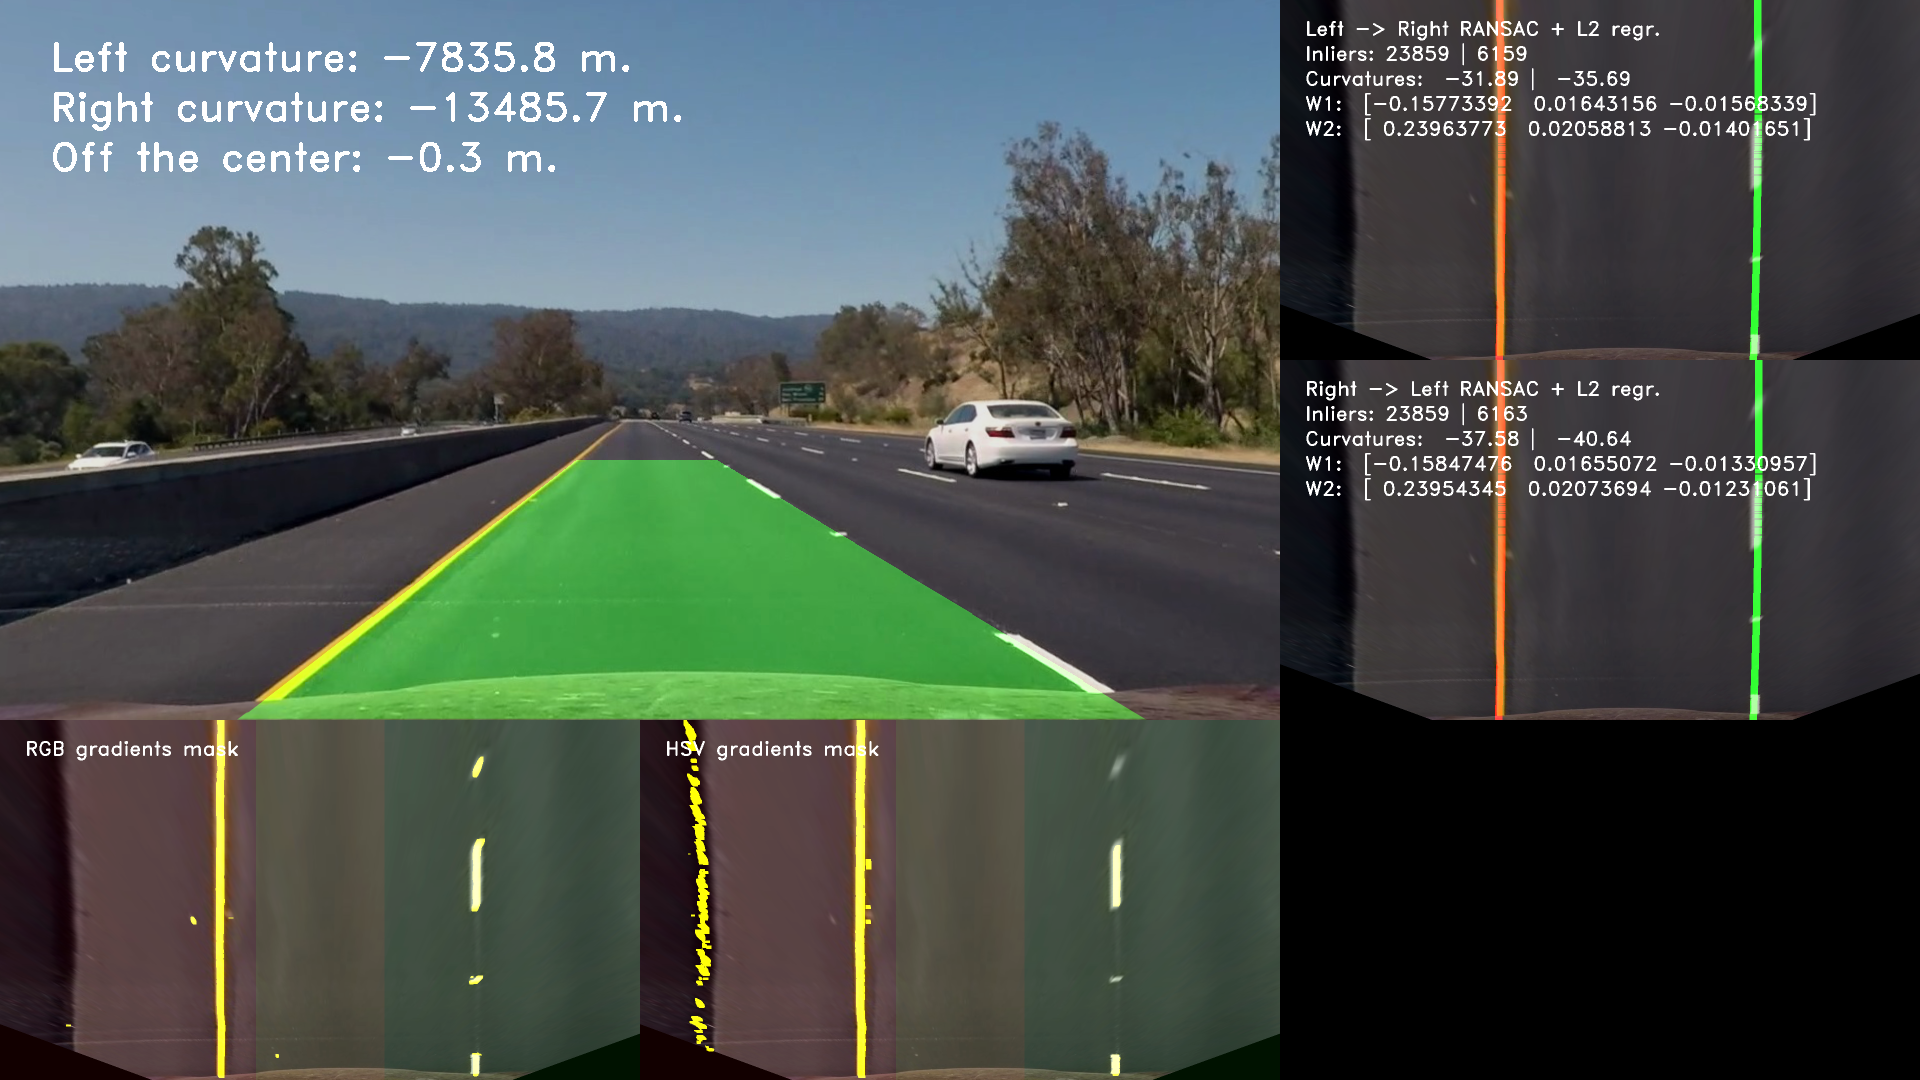 Left curvature: -7835.8 m.
Right curvature: -13485.7 m.
Off the center: -0.3 m.
Left -> Right RANSAC + L2 regr.
Inliers: 23859 | 6159
Curvatures: -31.89 | -35.69
W1: [-0.15773392 0.01643156 -0.01568339]
W2: [ 0.23963773 0.02058813 -0.01401651]
Right -> Left RANSAC + L2 regr.
Inliers: 23859 | 6163
Curvatures: -37.58 | -40.64
W1: [-0.15847476 0.01655072 -0.01330957]
W2: [ 0.23954345 0.02073694 -0.01231061]
RGB gradients mask
HSV gradients mask